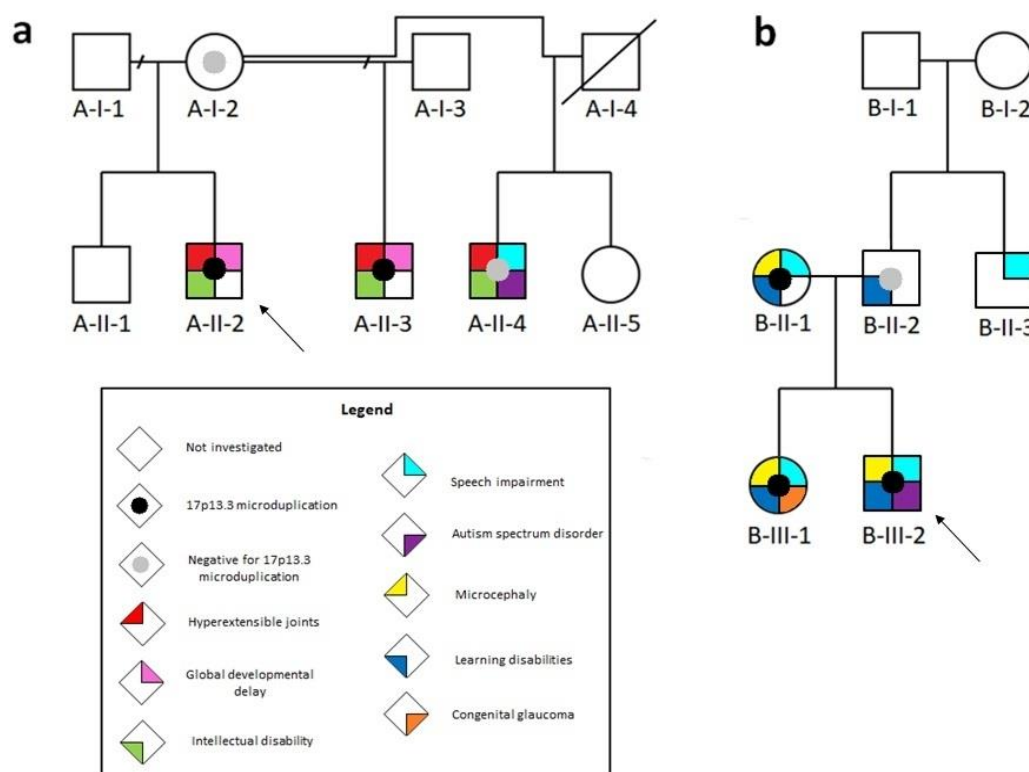 a
b
A-I-1
A-I-2
A-I-3
A-I-4
B-I-1
B-I-2
A-II-1
A-II-2
A-II-3
A-II-4
A-II-5
B-II-1
B-II-2
B-II-3
Legend
Not investigated
17p13.3 microduplication
Negative for 17p13.3
microduplication
Hyperextensible joints
Global developmental
delay
Intellectual disability
Speech impairment
Autism spectrum disorder
Microcephaly
Learning disabilities
Congenital glaucoma
B-III-1
B-III-2